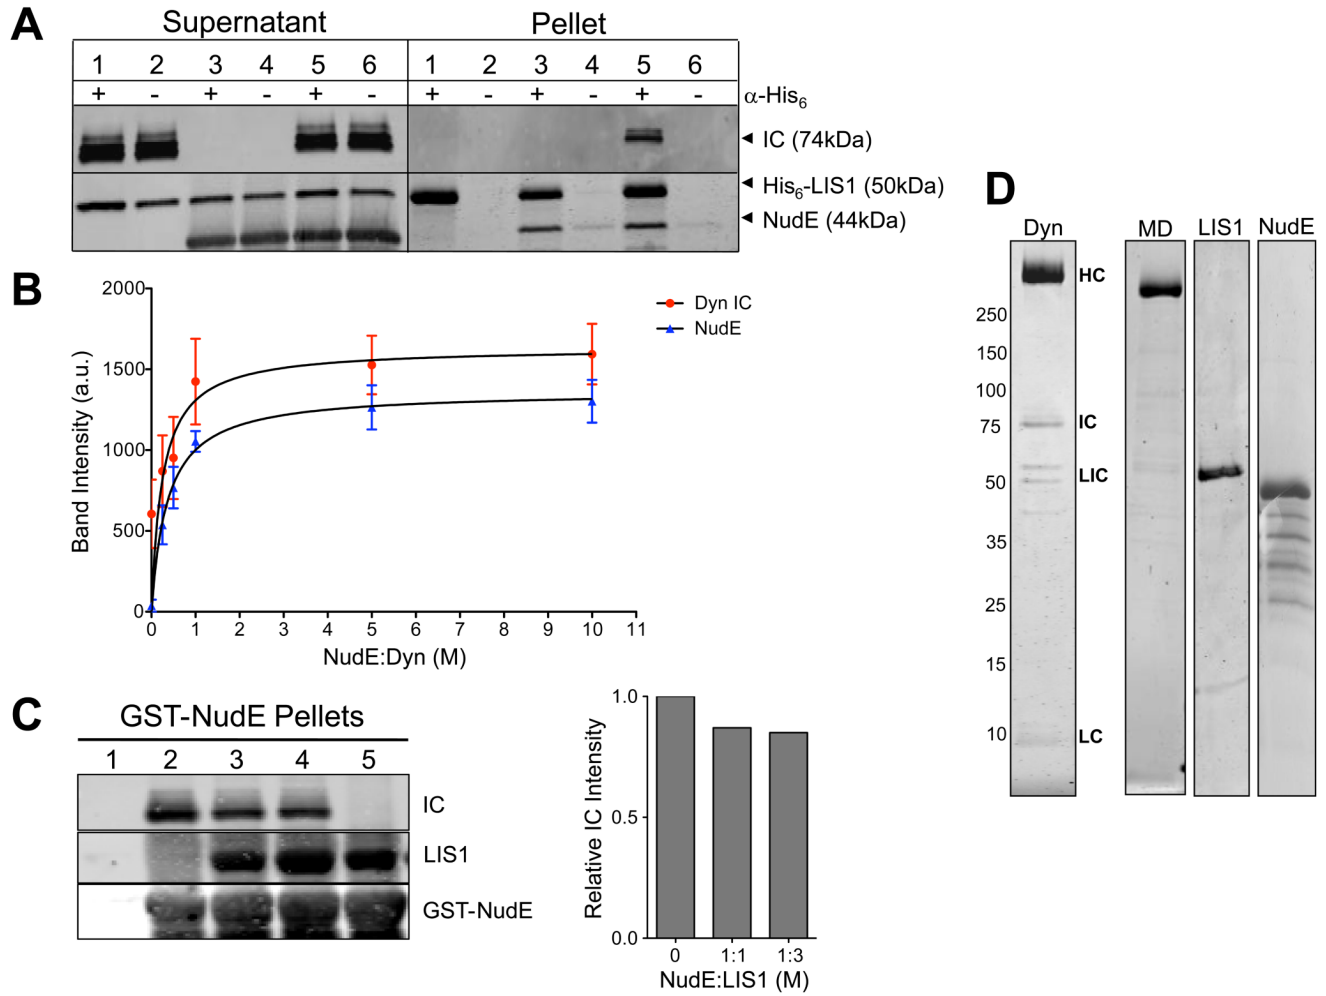 A
Supernatant Pellet
1 2 3 4 5 6 1 2 3 4 5 6
+ - + - + - + - + - + - α-His6
IC (74kDa)
His6-LIS1 (50kDa)
NudE (44kDa)
B
2000
1500
1000
500
0
Band Intensity (a.u.)
0 1 2 3 4 5 6 7 8 9 10 11
NudE:Dyn (M)
Dyn IC
NudE
C
GST-NudE Pellets
1 2 3 4 5
IC
LIS1
GST-NudE
1.0
0.5
0.0
Relative IC Intensity
0 1:1 1:3
NudE:LIS1 (M)
D
Dyn MD LIS1 NudE
HC
250
150
100
75 IC
50 LIC
35
25
15
10 LC